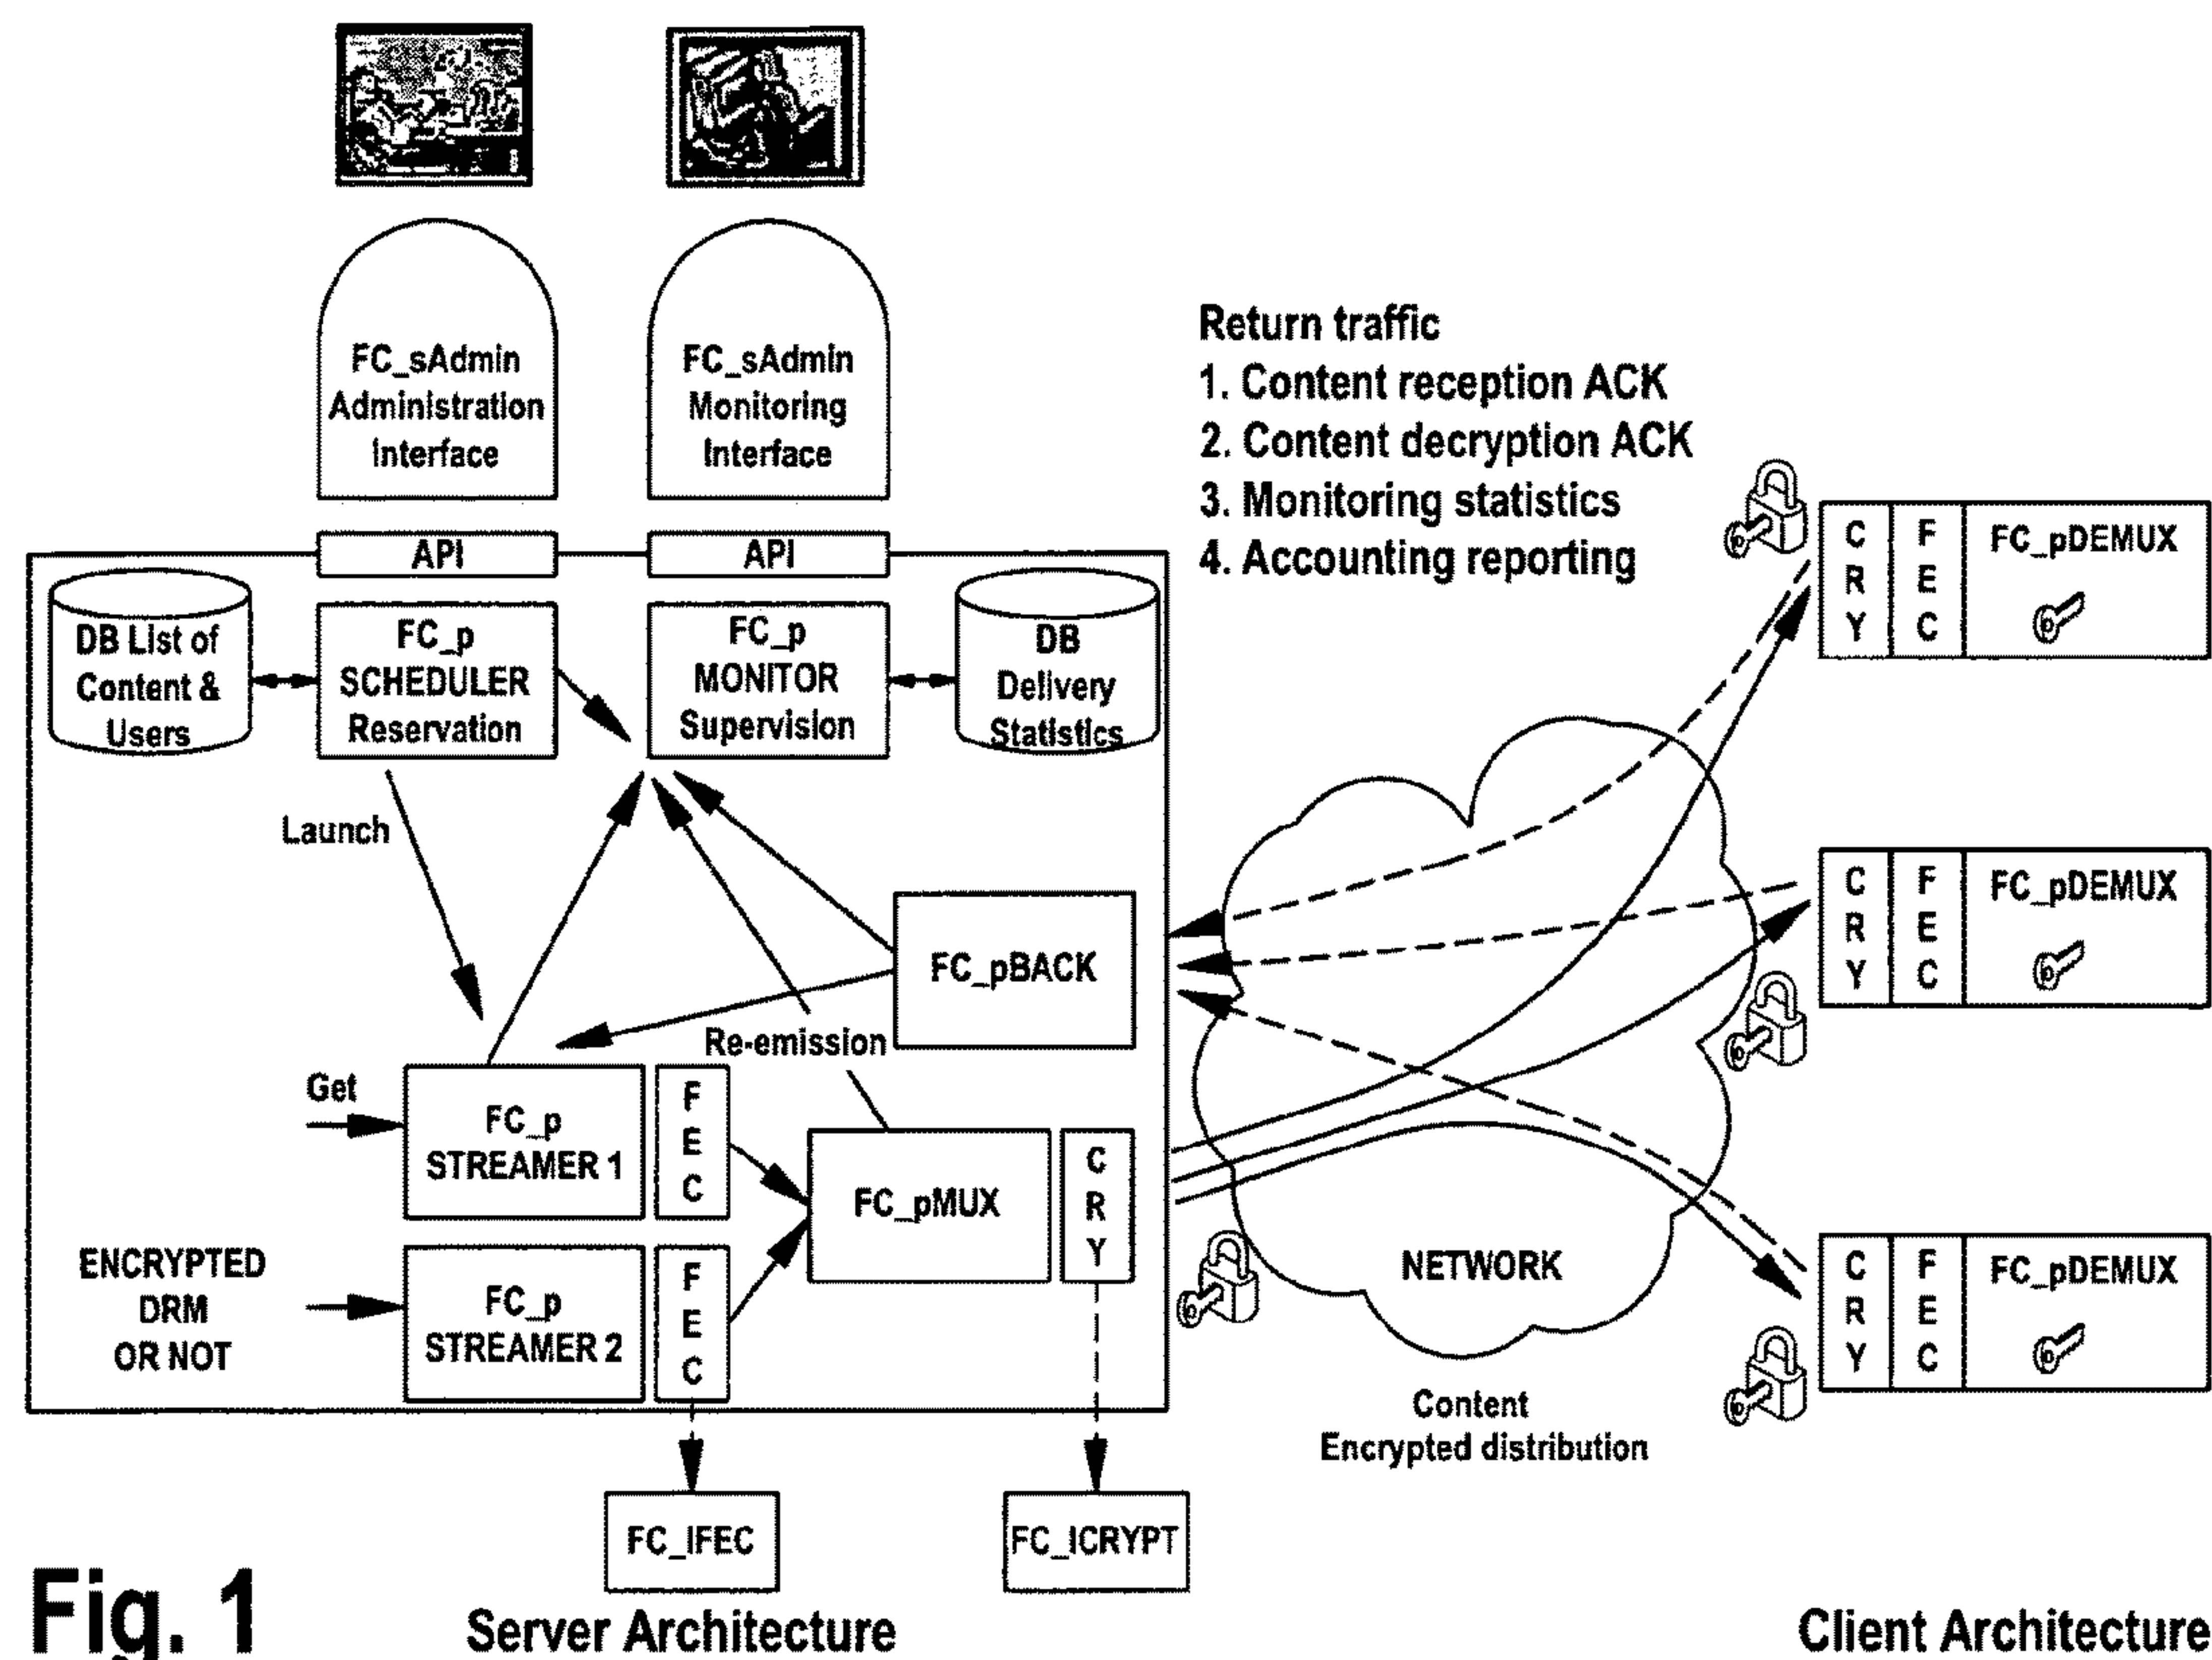 FC_sAdmin
Administration
Interface
FC_sAdmin
Monitoring
Interface
Return traffic
1. Content reception ACK
2. Content decryption ACK
3. Monitoring statistics
4. Accounting reporting
API
API
DB List of
Content &
Users
FC_p
SCHEDULER
Reservation
FC_p
MONITOR
Supervision
DB
Delivery
Statistics
Launch
FC_pBACK
Re-emission
Get
FC_p
STREAMER 1
F
E
C
FC_pMUX
C
R
Y
ENCRYPTED
DRM
OR NOT
FC_p
STREAMER 2
F
E
C
FC_IFEC
FC_ICRYPT
NETWORK
Content
Encrypted distribution
C
R
Y
F
E
C
FC_pDEMUX
C
R
Y
F
E
C
FC_pDEMUX
C
R
Y
F
E
C
FC_pDEMUX
Fig. 1
Server Architecture
Client Architecture